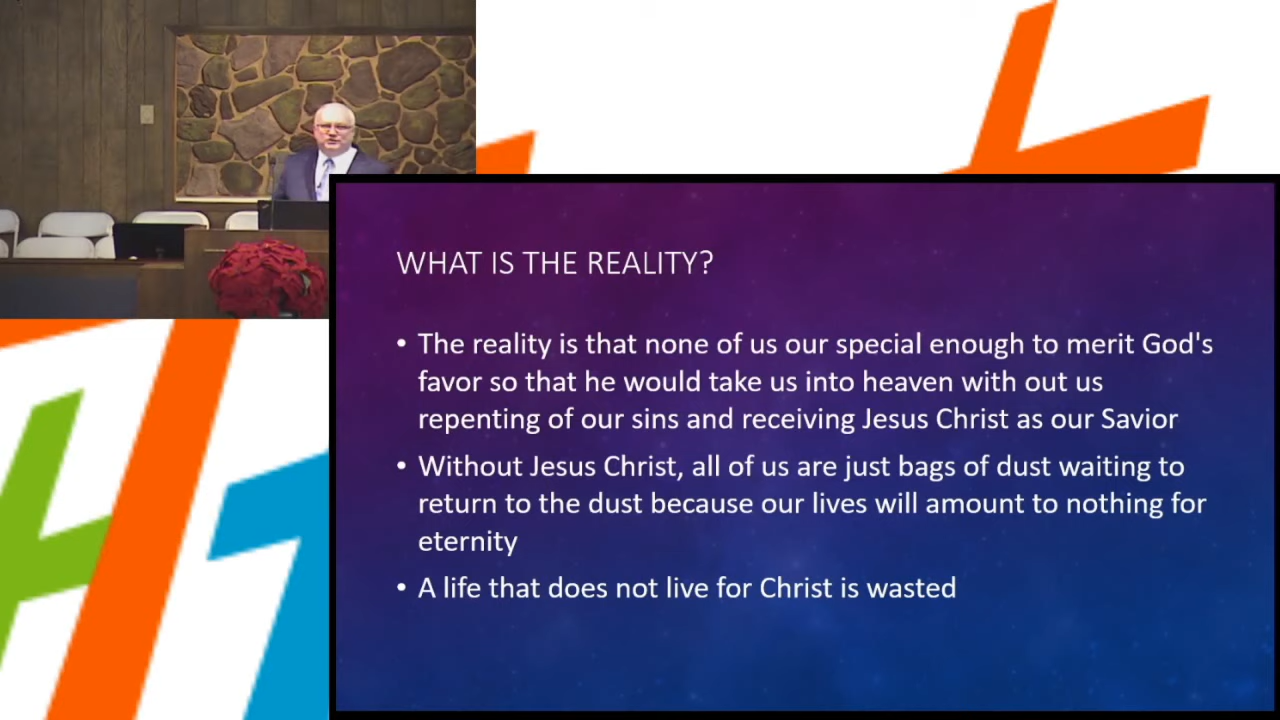 WHAT IS THE REALITY?
• The reality is that none of us our special enough to merit God's
favor so that he would take us into heaven with out us
repenting of our sins and receiving Jesus Christ as our Savior
• Without Jesus Christ, all of us are just bags of dust waiting to
return to the dust because our lives will amount to nothing for
eternity
• A life that does not live for Christ is wasted